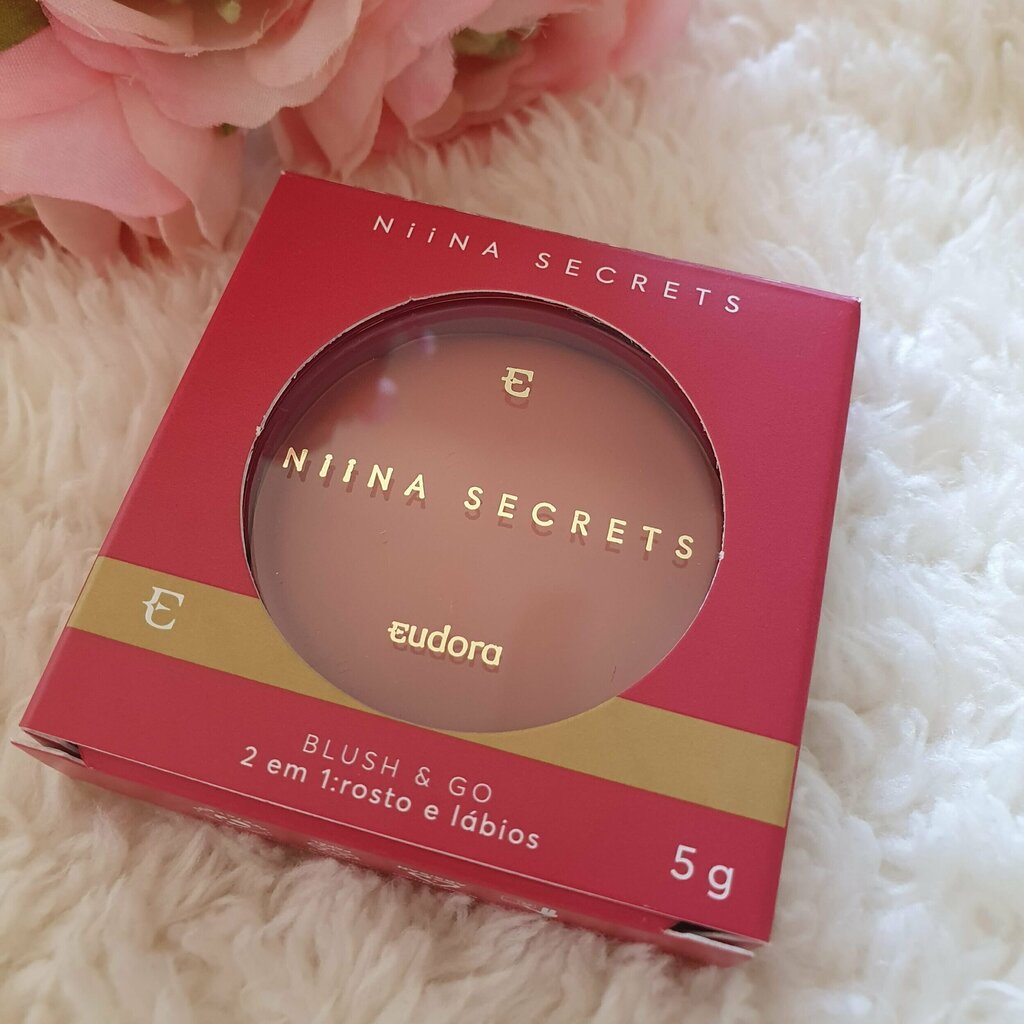 NiiNA SECRETS
E
NiiNA SECRETS
Eudora
E
BLUSH & GO
2 em 1:rosto e lábios
5 g